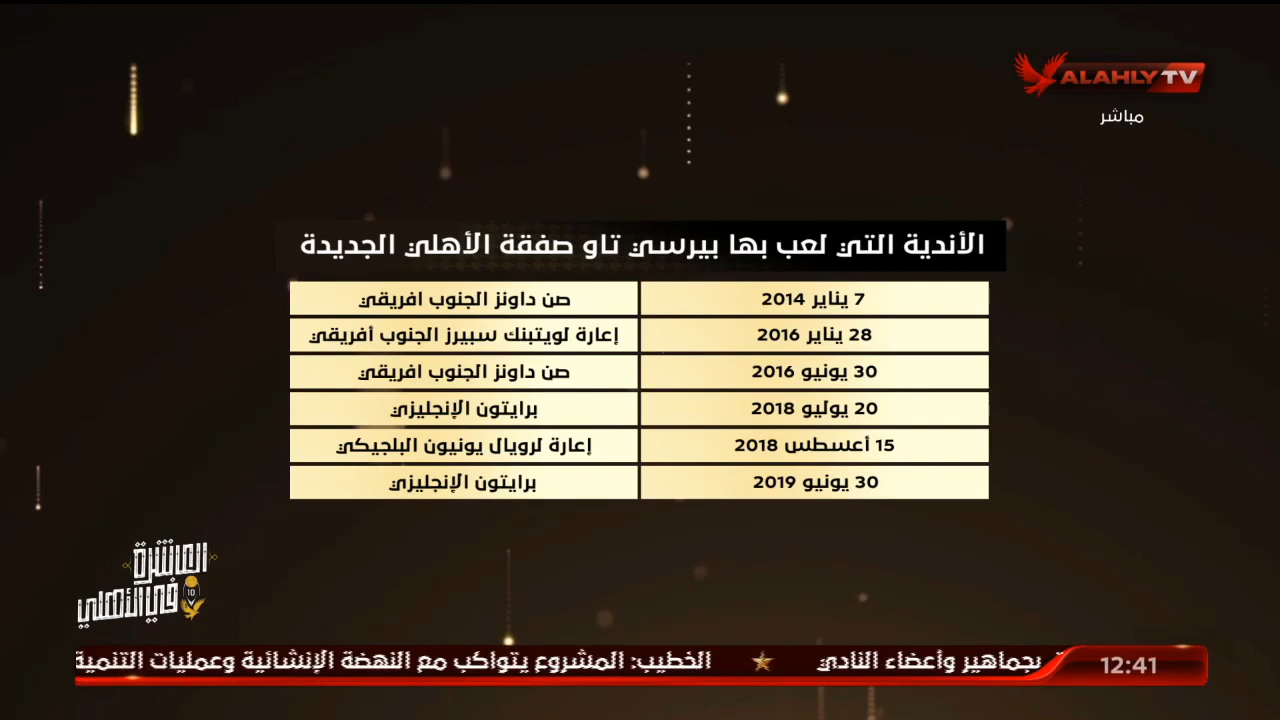 ALAHLY TV
مباشر
الأندية التي لعب بها بيرسي تاو صفقة الأهلي الجديدة
7 يناير 2014 صن داونز الجنوب افريقي
28 يناير 2016 إعارة لويتبنك سبيرز الجنوب أفريقي
30 يونيو 2016 صن داونز الجنوب افريقي
20 يوليو 2018 برايتون الإنجليزي
15 أعسطس 2018 إعارة لرويال يونيون البلجيكي
30 يونيو 2019 برايتون الإنجليزي
العاشرة
10
في الأهلي
12:41 بجماهير وأعضاء النادي الخطيب: المشروع يتواكب مع النهضة الإنشائية وعمليات التنمية